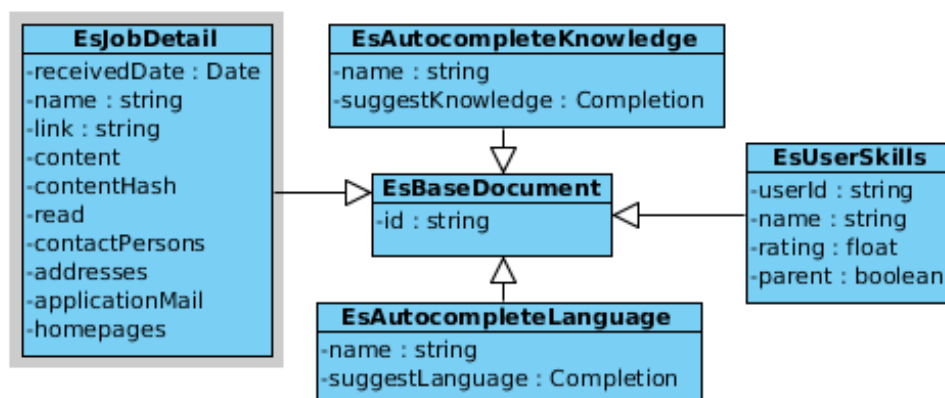 EsJobDetail
-receivedDate : Date
-name : string
-link : string
-content
-contentHash
-read
-contactPersons
-addresses
-applicationMail
-homepages
EsAutocompleteKnowledge
-name : string
-suggestKnowledge : Completion
EsBaseDocument
-id : string
EsUserSkills
-userId : string
-name : string
-rating : float
-parent : boolean
EsAutocompleteLanguage
-name : string
-suggestLanguage : Completion